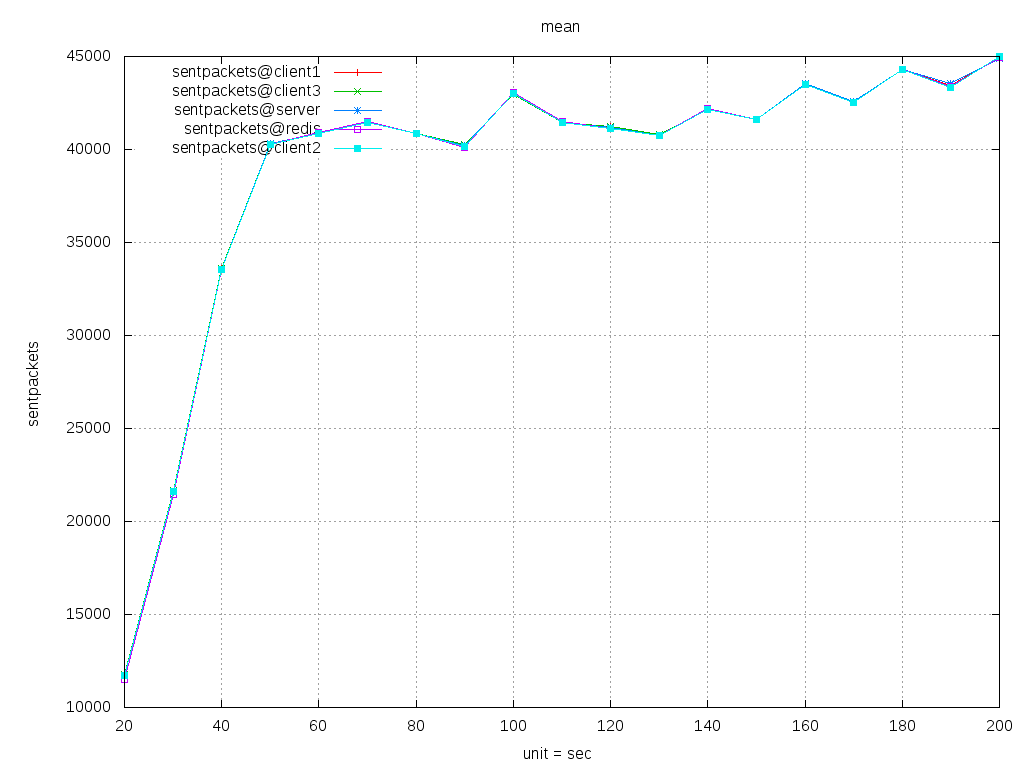 mean
45000
40000
35000
30000
25000
20000
15000
10000
sentpackets
sentpackets@client1
sentpackets@client3
sentpackets@server
sentpackets@redis
sentpackets@client2
20 40 60 80 100 120 140 160 180 200
unit = sec